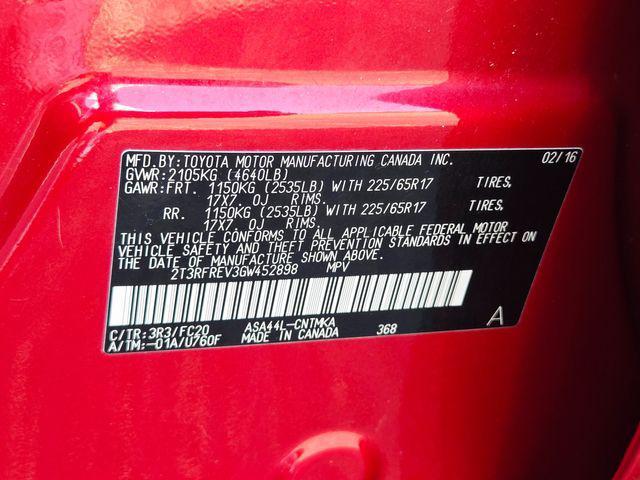 MFD.BY:TOYOTA MOTOR MANUFACTURING CANADA INC. 02/16
GVWR:2105KG (4640LB)
GAWR:FRT. 1150KG (2535LB) WITH 225/65R17 TIRES,
17X7.0J RIMS.
RR. 1150KG (2535LB) WITH 225/65R17 TIRES,
17X7.0J RIMS.
THIS VEHICLE CONFORMS TO ALL APPLICABLE FEDERAL MOTOR
VEHICLE SAFETY AND THEFT PREVENTION STANDARDS IN EFFECT ON
THE DATE OF MANUFACTURE SHOWN ABOVE.
2T3RFREV3GW452898 MPV
C/TR:3R3/FC20 ASA44L-CNTMKA 368 A
A/TM:-01A/U760F MADE IN CANADA